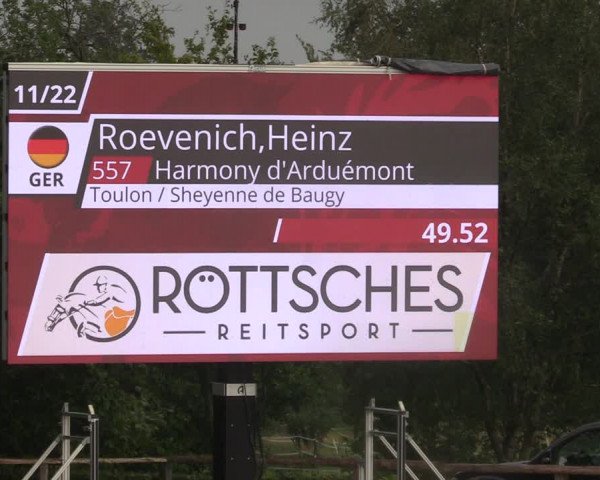 11/22
Roevenich,Heinz
GER
557 Harmony d'Arduémont
Toulon / Sheyenne de Baugy
/ 49.52
RÖTTSCHES
REITSPORT